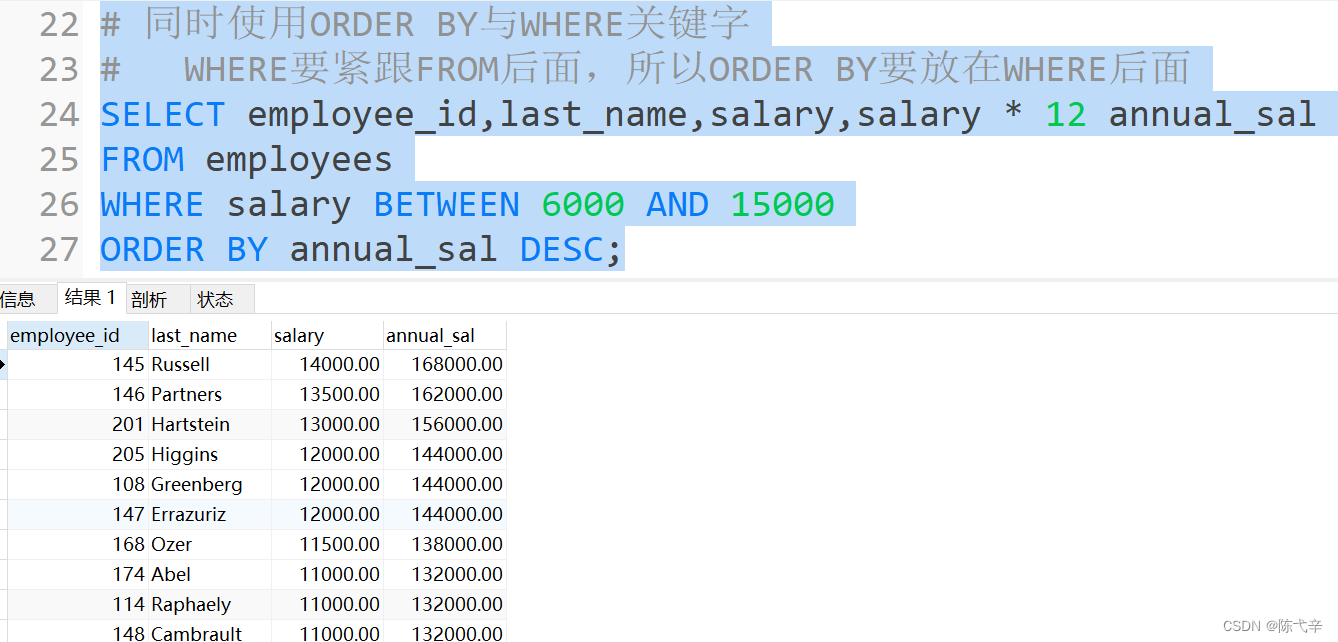 22 # 同时使用ORDER BY与WHERE关键字
23 #   WHERE要紧跟FROM后面，所以ORDER BY要放在WHERE后面
24 SELECT employee_id,last_name,salary,salary * 12 annual_sal
25 FROM employees
26 WHERE salary BETWEEN 6000 AND 15000
27 ORDER BY annual_sal DESC;
信息 结果 1 剖析 状态
employee_id last_name salary annual_sal
145 Russell 14000.00 168000.00
146 Partners 13500.00 162000.00
201 Hartstein 13000.00 156000.00
205 Higgins 12000.00 144000.00
108 Greenberg 12000.00 144000.00
147 Errazuriz 12000.00 144000.00
168 Ozer 11500.00 138000.00
174 Abel 11000.00 132000.00
114 Raphaely 11000.00 132000.00
148 Cambrault 11000.00 132000.00
CSDN @陈弋辛